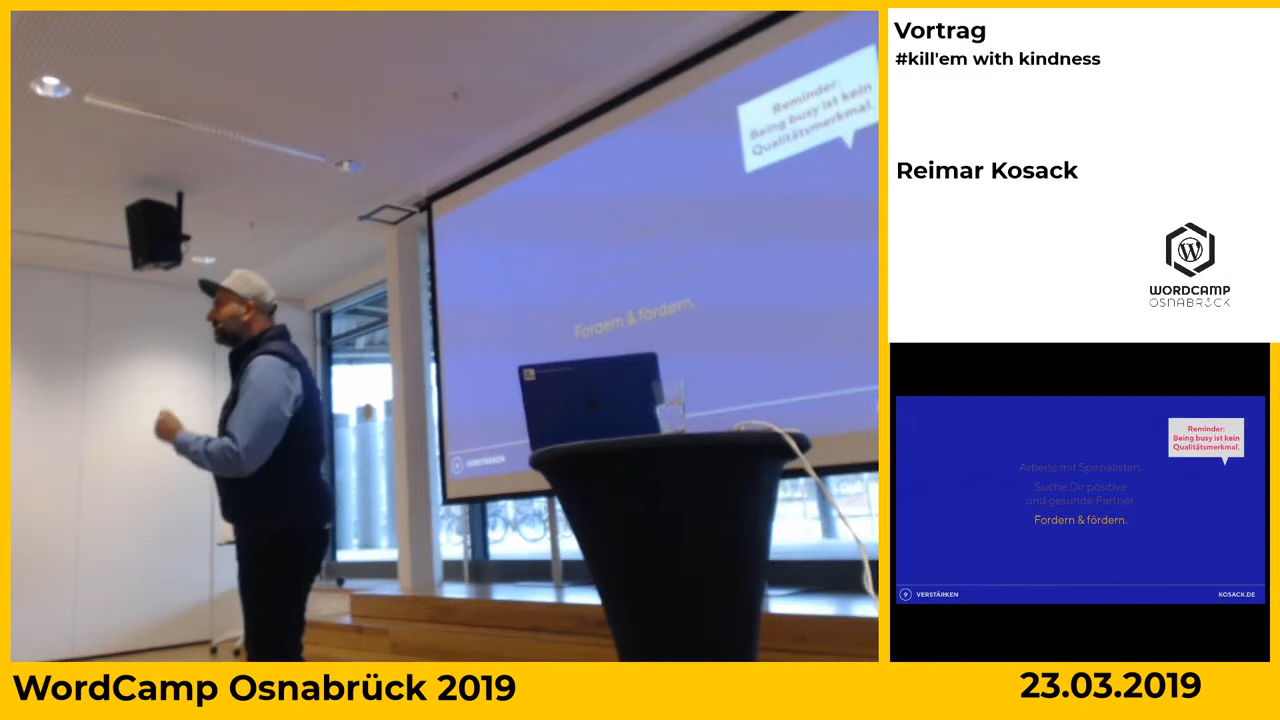 Vortrag
#kill'em with kindness
Reimar Kosack
WORDCAMP
OSNABRÜCK
Reminder:
Being busy ist kein
Qualitätsmerkmal.
Fordern & fördern.
VERSTÄRKEN
Reminder:
Being busy ist kein
Qualitätsmerkmal.
Arbeite mit Spezialisten.
Suche Dir positive
und gesunde Partner.
Fordern & fördern.
9 VERSTÄRKEN
KOSACK.DE
WordCamp Osnabrück 2019
23.03.2019